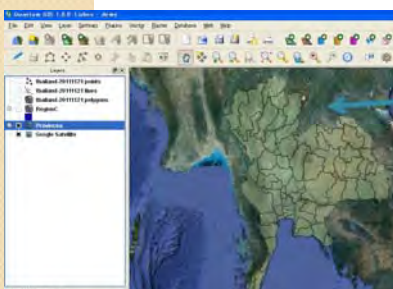 Quantum GIS 1.8.0-Lisboa - demo
File Edit View Layer Settings Plugins Vector Raster Database Web Help
Layers
thailand-20111121 points
thailand-20111121 lines
thailand-20111121 polygons
RegionC
Provinces
Google Satellite